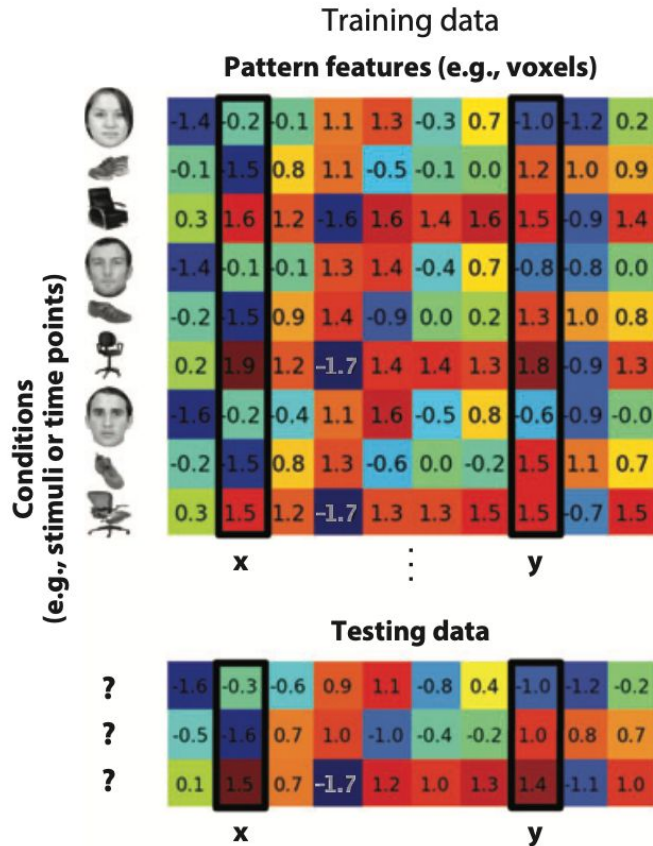 Training data
Pattern features (e.g., voxels)
Conditions
(e.g., stimuli or time points)
-1.4 -0.2 -0.1 1.1 1.3 -0.3 0.7 -1.0 -1.2 0.2
-0.1 -1.5 0.8 1.1 -0.5 -0.1 0.0 1.2 1.0 0.9
0.3 1.6 1.2 -1.6 1.6 1.4 1.6 1.5 -0.9 1.4
-1.4 -0.1 -0.1 1.3 1.4 -0.4 0.7 -0.8 -0.8 0.0
-0.2 -1.5 0.9 1.4 -0.9 0.0 0.2 1.3 1.0 0.8
0.2 1.9 1.2 -1.7 1.4 1.4 1.3 1.8 -0.9 1.3
-1.6 -0.2 -0.4 1.1 1.6 -0.5 0.8 -0.6 -0.9 -0.0
-0.2 -1.5 0.8 1.3 -0.6 0.0 -0.2 1.5 1.1 0.7
0.3 1.5 1.2 -1.7 1.3 1.3 1.5 1.5 -0.7 1.5
x ⋮ y
Testing data
? -1.6 -0.3 -0.6 0.9 1.1 -0.8 0.4 -1.0 -1.2 -0.2
? -0.5 -1.6 0.7 1.0 -1.0 -0.4 -0.2 1.0 0.8 0.7
? 0.1 1.5 0.7 -1.7 1.2 1.0 1.3 1.4 -1.1 1.0
x y